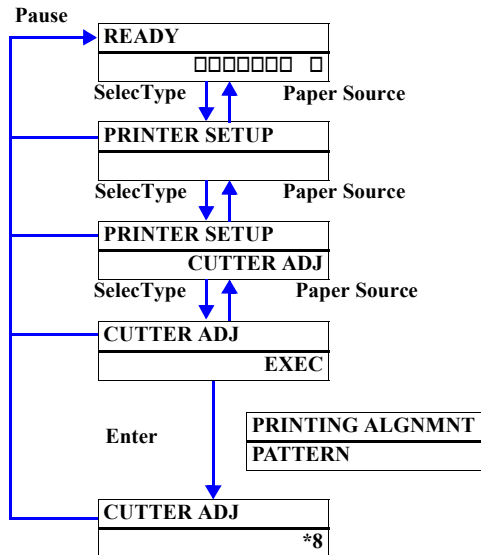 Pause
READY
□□□□□□□ □
SelecType Paper Source
PRINTER SETUP
SelecType Paper Source
PRINTER SETUP
CUTTER ADJ
SelecType Paper Source
CUTTER ADJ
EXEC
Enter
PRINTING ALGNMNT
PATTERN
CUTTER ADJ
*8